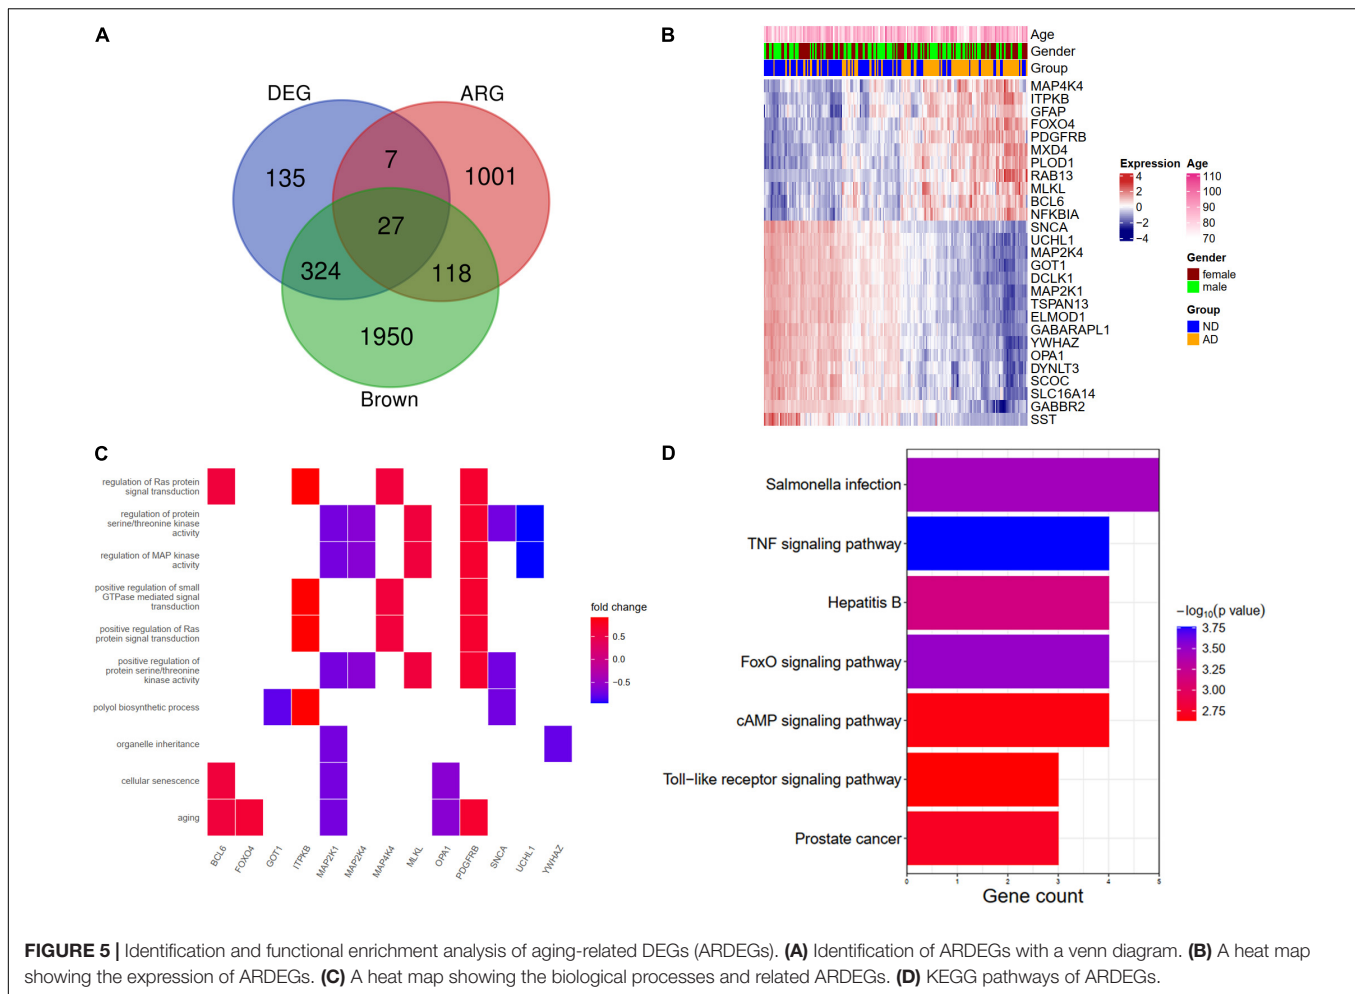 A
DEG
ARG
135
7
1001
27
324
118
1950
Brown
B
Age
Gender
Group
MAP4K4
ITPKB
GFAP
FOXO4
PDGFRB
MXD4
PLOD1
RAB13
MLKL
BCL6
NFKBIA
SNCA
UCHL1
MAP2K4
GOT1
DCLK1
MAP2K1
TSPAN13
ELMOD1
GABARAPL1
YWHAZ
OPA1
DYNLT3
SCOC
SLC16A14
GABBR2
SST
Expression
4
2
0
−2
−4
Age
110
100
90
80
70
Gender
female
male
Group
ND
AD
C
regulation of Ras protein
signal transduction
regulation of protein
serine/threonine kinase
activity
regulation of MAP kinase
activity
positive regulation of small
GTPase mediated signal
transduction
positive regulation of Ras
protein signal transduction
positive regulation of
protein serine/threonine
kinase activity
polyol biosynthetic process
organelle inheritance
cellular senescence
aging
BCL6
FOXO4
GOT1
ITPKB
MAP2K1
MAP2K4
MAP4K4
MLKL
OPA1
PDGFRB
SNCA
UCHL1
YWHAZ
fold change
0.5
0.0
−0.5
D
Salmonella infection
TNF signaling pathway
Hepatitis B
FoxO signaling pathway
cAMP signaling pathway
Toll−like receptor signaling pathway
Prostate cancer
0 1 2 3 4 5
Gene count
−log10(p value)
3.75
3.50
3.25
3.00
2.75
FIGURE 5 | Identification and functional enrichment analysis of aging-related DEGs (ARDEGs). (A) Identification of ARDEGs with a venn diagram. (B) A heat map
showing the expression of ARDEGs. (C) A heat map showing the biological processes and related ARDEGs. (D) KEGG pathways of ARDEGs.